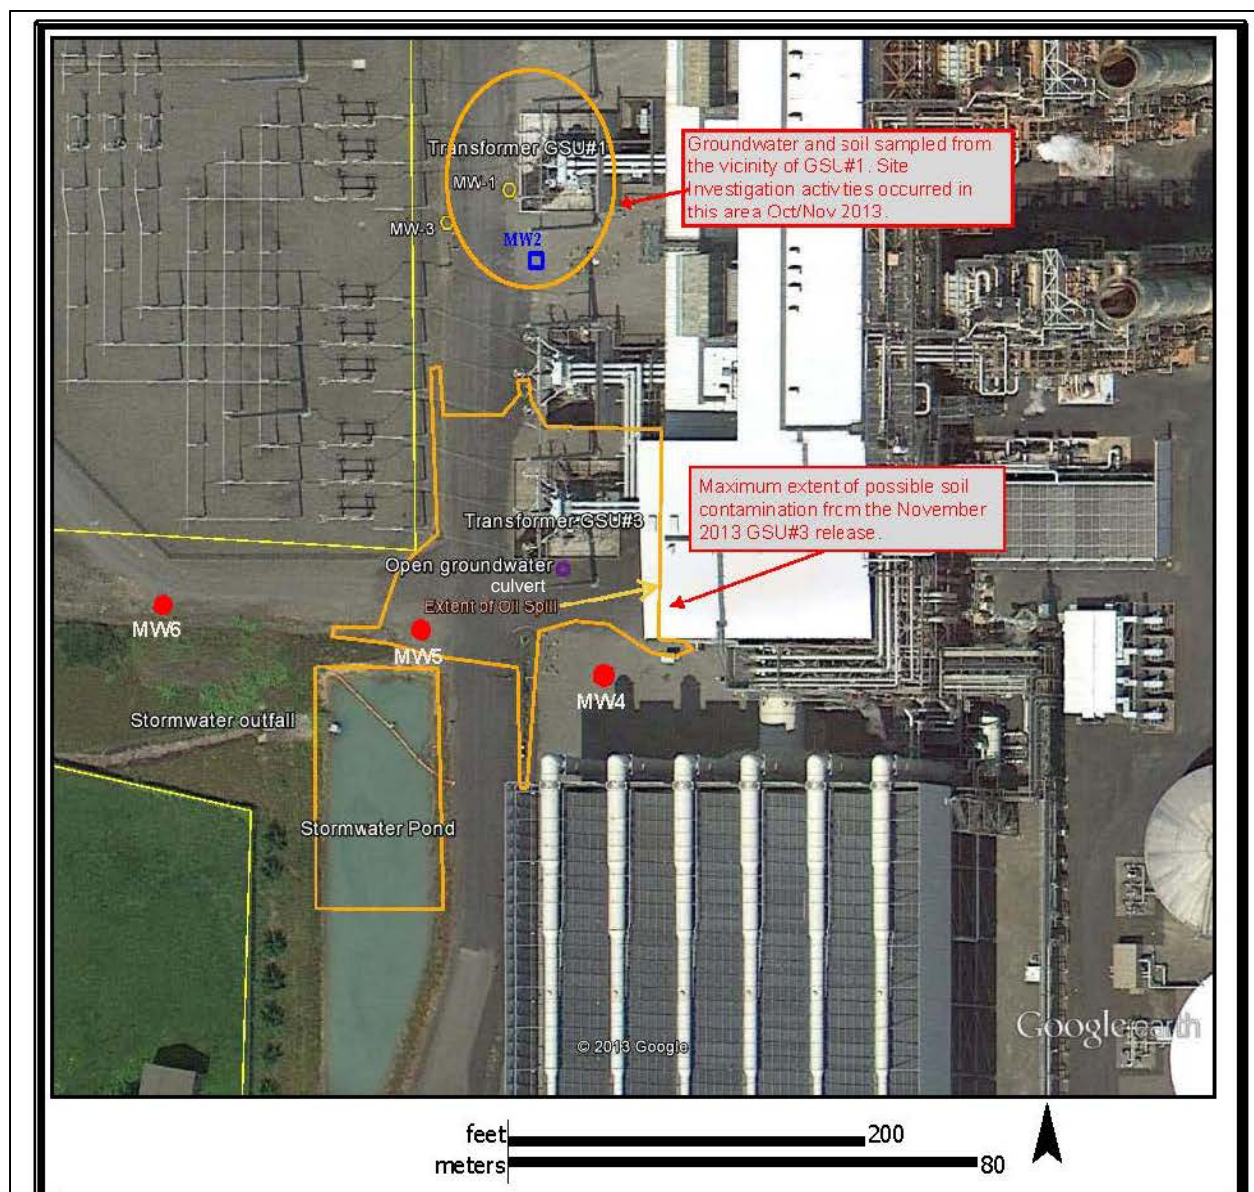 Transformer GSU#1
Groundwater and soil sampled from
the vicinity of GSU#1. Site
Investigation activties occurred in
this area Oct/Nov 2013.
MW-1
MW-3
MW2
Maximum extent of possible soil
contamination from the November
2013 GSU#3 release.
Transformer GSU#3
Open groundwater
culvert
Extent of Oil Spill
MW6
MW5
MW4
Stormwater outfall
Stormwater Pond
Google earth
© 2013 Google
feet 200
meters 80